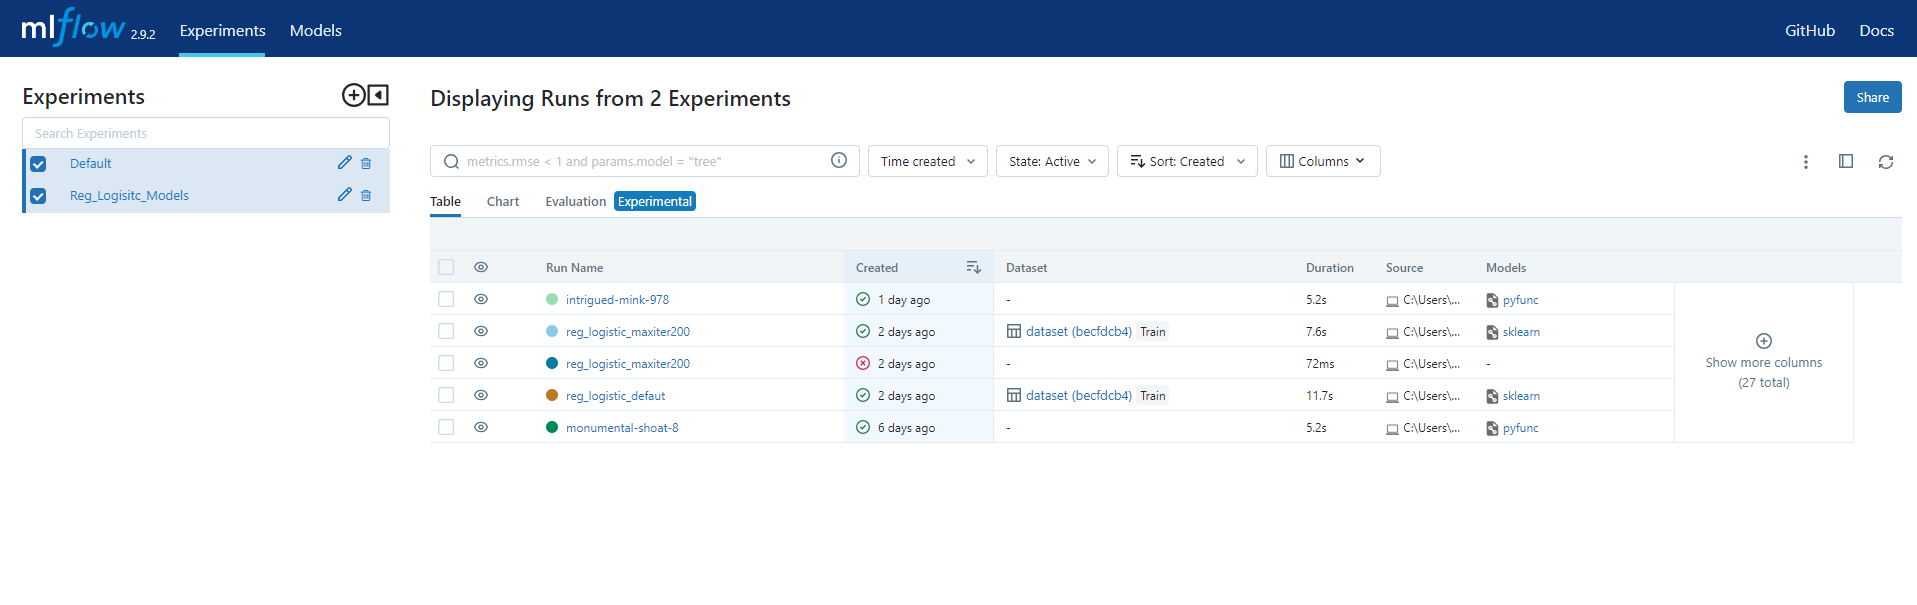 mlflow 2.9.2 Experiments Models GitHub Docs
Experiments
Search Experiments
Default
Reg_Logisitc_Models
Displaying Runs from 2 Experiments
Share
metrics.rmse < 1 and params.model = "tree" Time created State: Active Sort: Created Columns
Table Chart Evaluation Experimental
Run Name Created Dataset Duration Source Models
intrigued-mink-978 1 day ago - 5.2s C:\Users\... pyfunc
reg_logistic_maxiter200 2 days ago dataset (becfdcb4) Train 7.6s C:\Users\... sklearn
reg_logistic_maxiter200 2 days ago - 72ms C:\Users\... -
reg_logistic_defaut 2 days ago dataset (becfdcb4) Train 11.7s C:\Users\... sklearn
monumental-shoat-8 6 days ago - 5.2s C:\Users\... pyfunc
Show more columns
(27 total)